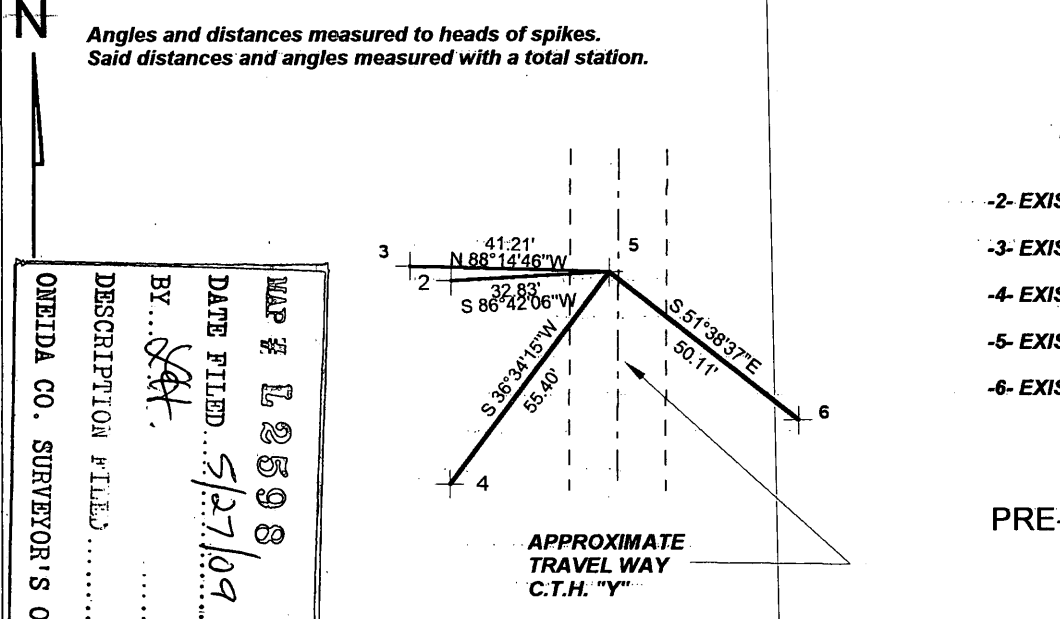 N
Angles and distances measured to heads of spikes.
Said distances and angles measured with a total station.
3
41.21'
N 88°14'46"W
5
2
32.83'
S 86°42'06"W
S 36°34'15"W
55.40'
S 51°38'37"E
50.11'
6
4
APPROXIMATE
TRAVEL WAY
C.T.H. "Y"
-2- EXIS
-3- EXIS
-4- EXIS
-5- EXIS
-6- EXIS
PRE-
MAP # L2598
DATE FILED 5/27/09
BY
DESCRIPTION FILED
ONEIDA CO. SURVEYOR'S O